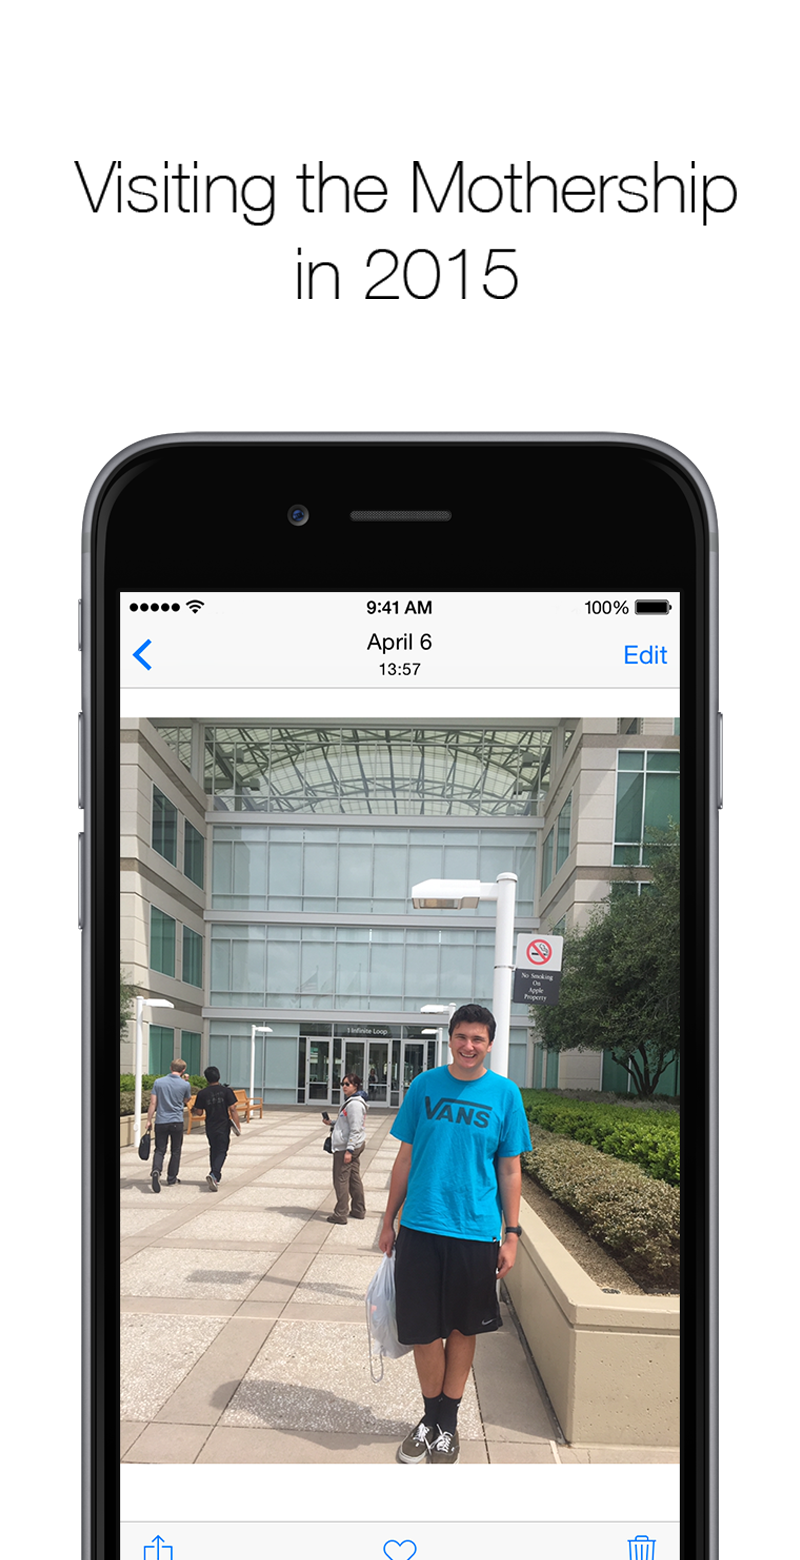 Visiting the Mothership
in 2015
9:41 AM
100%
April 6
13:57
Edit
No Smoking
On
Apple
Property
1 Infinite Loop
VANS